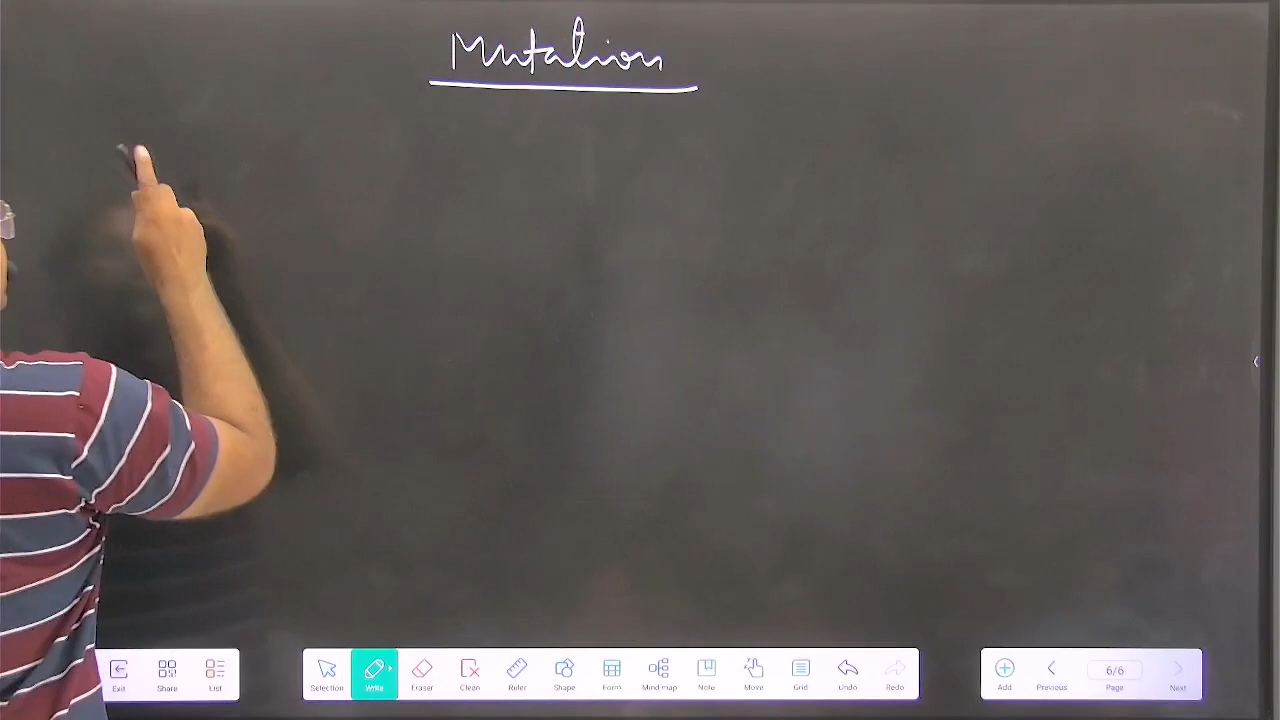 Mutation
Exit Share List Selection Write Eraser Clean Ruler Shape Form Mind map Note Move Grid Undo Redo Add Previous 6/6 Page Next